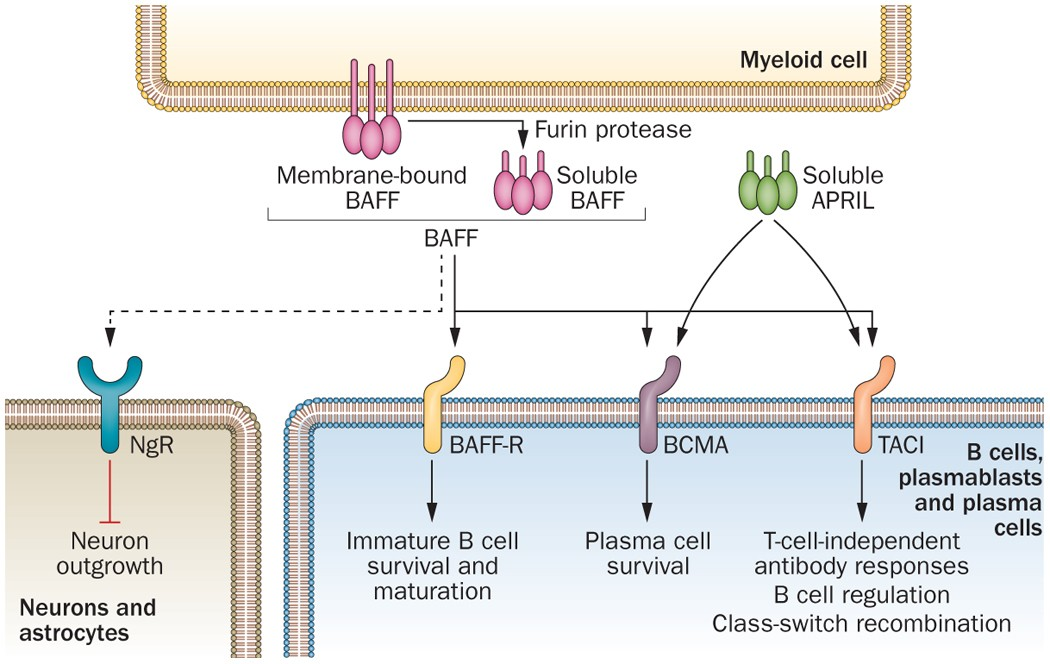 Myeloid cell
Furin protease
Membrane-bound
BAFF
Soluble
BAFF
Soluble
APRIL
BAFF
NgR
BAFF-R
BCMA
TACI
B cells,
plasmablasts
and plasma
cells
Neuron
outgrowth
Immature B cell
survival and
maturation
Plasma cell
survival
T-cell-independent
antibody responses
B cell regulation
Class-switch recombination
Neurons and
astrocytes